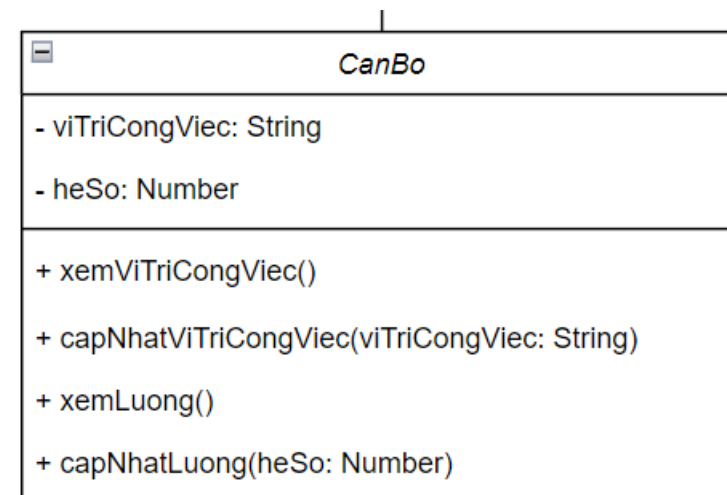 CanBo
- viTriCongViec: String
- heSo: Number
+ xemViTriCongViec()
+ capNhatViTriCongViec(viTriCongViec: String)
+ xemLuong()
+ capNhatLuong(heSo: Number)